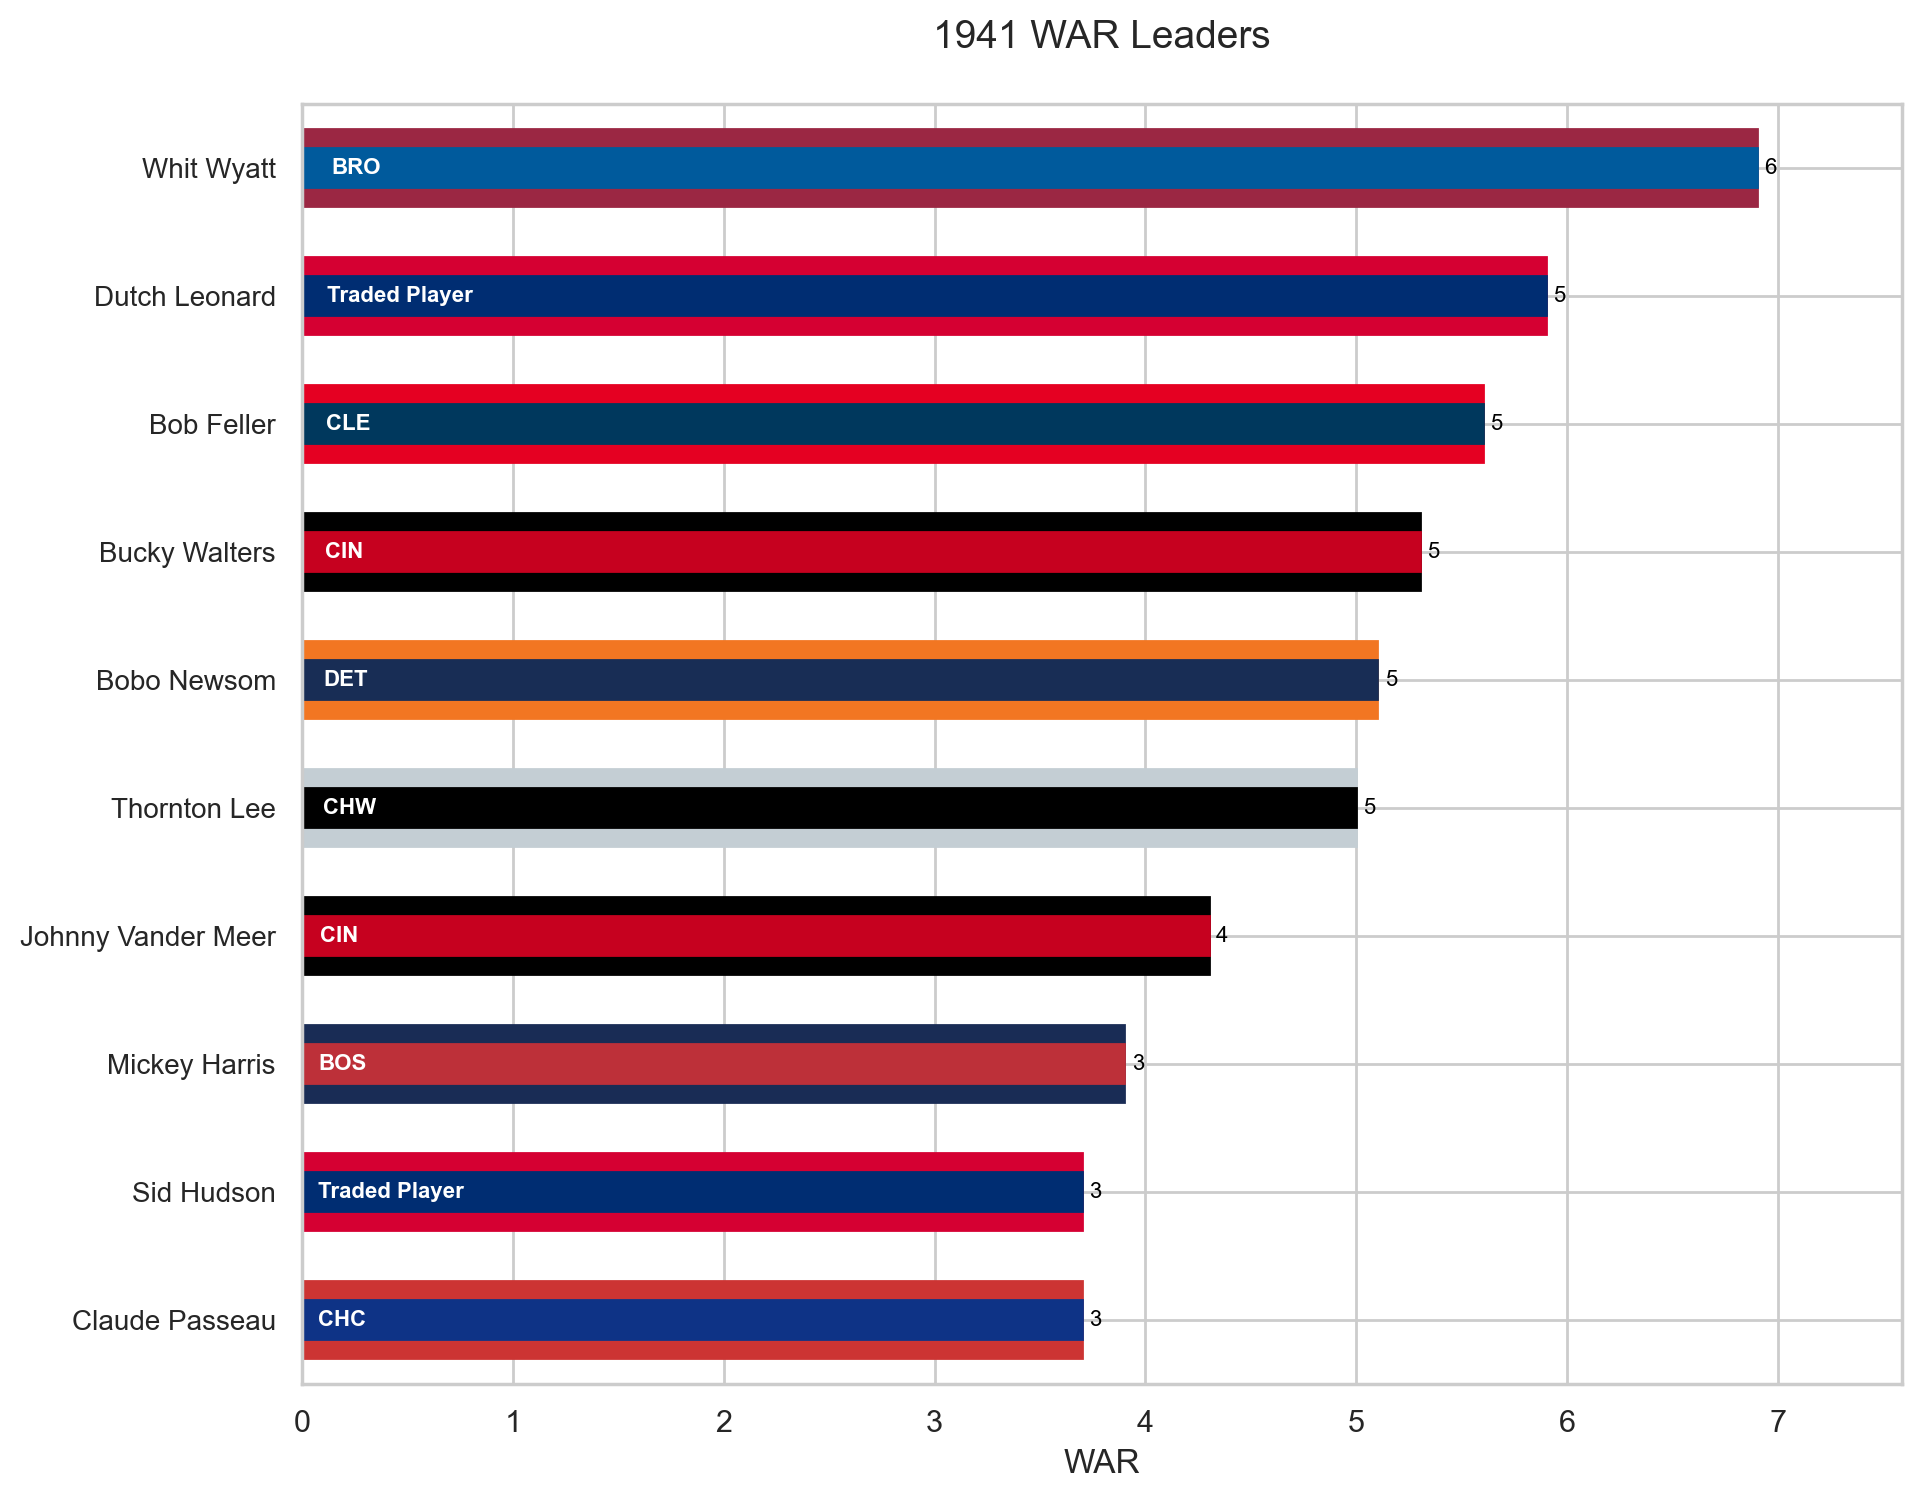 1941 WAR Leaders
Whit Wyatt BRO 6
Dutch Leonard Traded Player 5
Bob Feller CLE 5
Bucky Walters CIN 5
Bobo Newsom DET 5
Thornton Lee CHW 5
Johnny Vander Meer CIN 4
Mickey Harris BOS 3
Sid Hudson Traded Player 3
Claude Passeau CHC 3
0 1 2 3 4 5 6 7
WAR